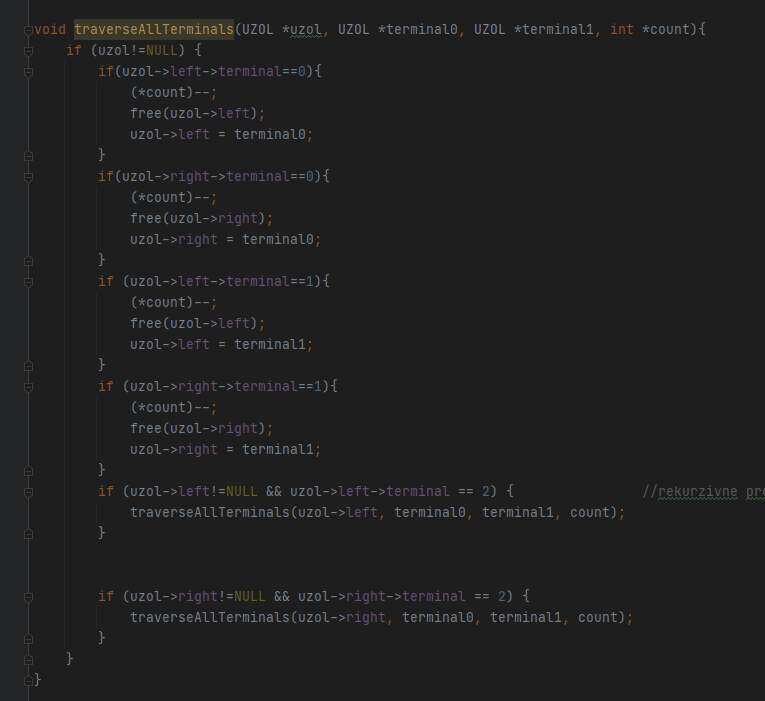 void traverseAllTerminals(UZOL *uzol, UZOL *terminal0, UZOL *terminal1, int *count){
    if (uzol!=NULL) {
        if(uzol->left->terminal==0){
            (*count)--;
            free(uzol->left);
            uzol->left = terminal0;
        }
        if(uzol->right->terminal==0){
            (*count)--;
            free(uzol->right);
            uzol->right = terminal0;
        }
        if (uzol->left->terminal==1){
            (*count)--;
            free(uzol->left);
            uzol->left = terminal1;
        }
        if (uzol->right->terminal==1){
            (*count)--;
            free(uzol->right);
            uzol->right = terminal1;
        }
        if (uzol->left!=NULL && uzol->left->terminal == 2) {                //rekurzivne pre
            traverseAllTerminals(uzol->left, terminal0, terminal1, count);
        }
        if (uzol->right!=NULL && uzol->right->terminal == 2) {
            traverseAllTerminals(uzol->right, terminal0, terminal1, count);
        }
    }
}